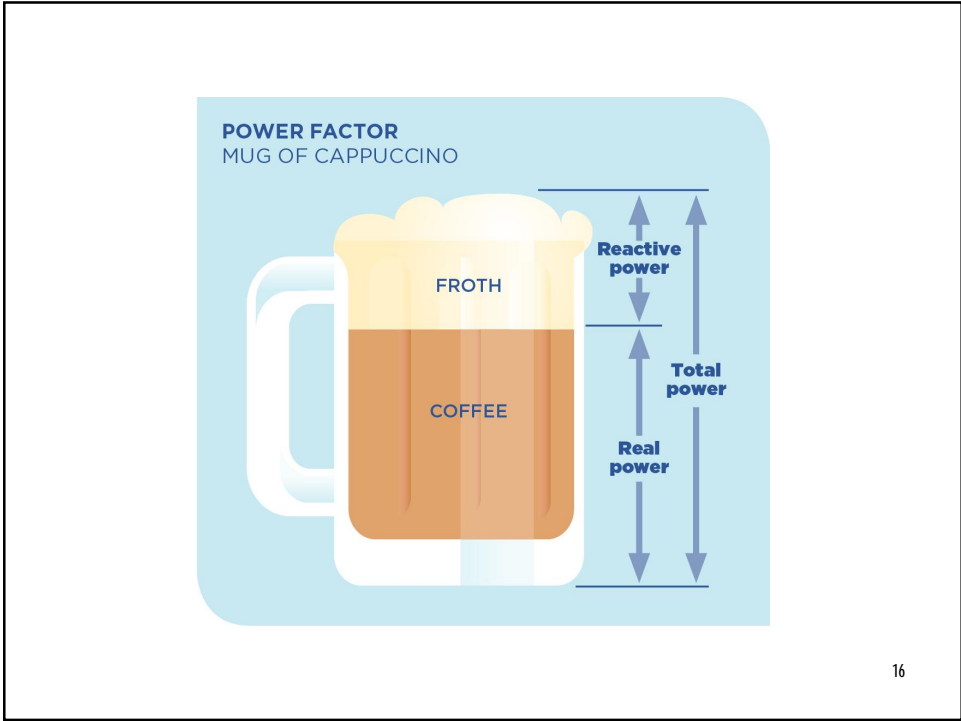 POWER FACTOR
MUG OF CAPPUCCINO
Reactive
power
FROTH
Total
power
COFFEE
Real
power
16